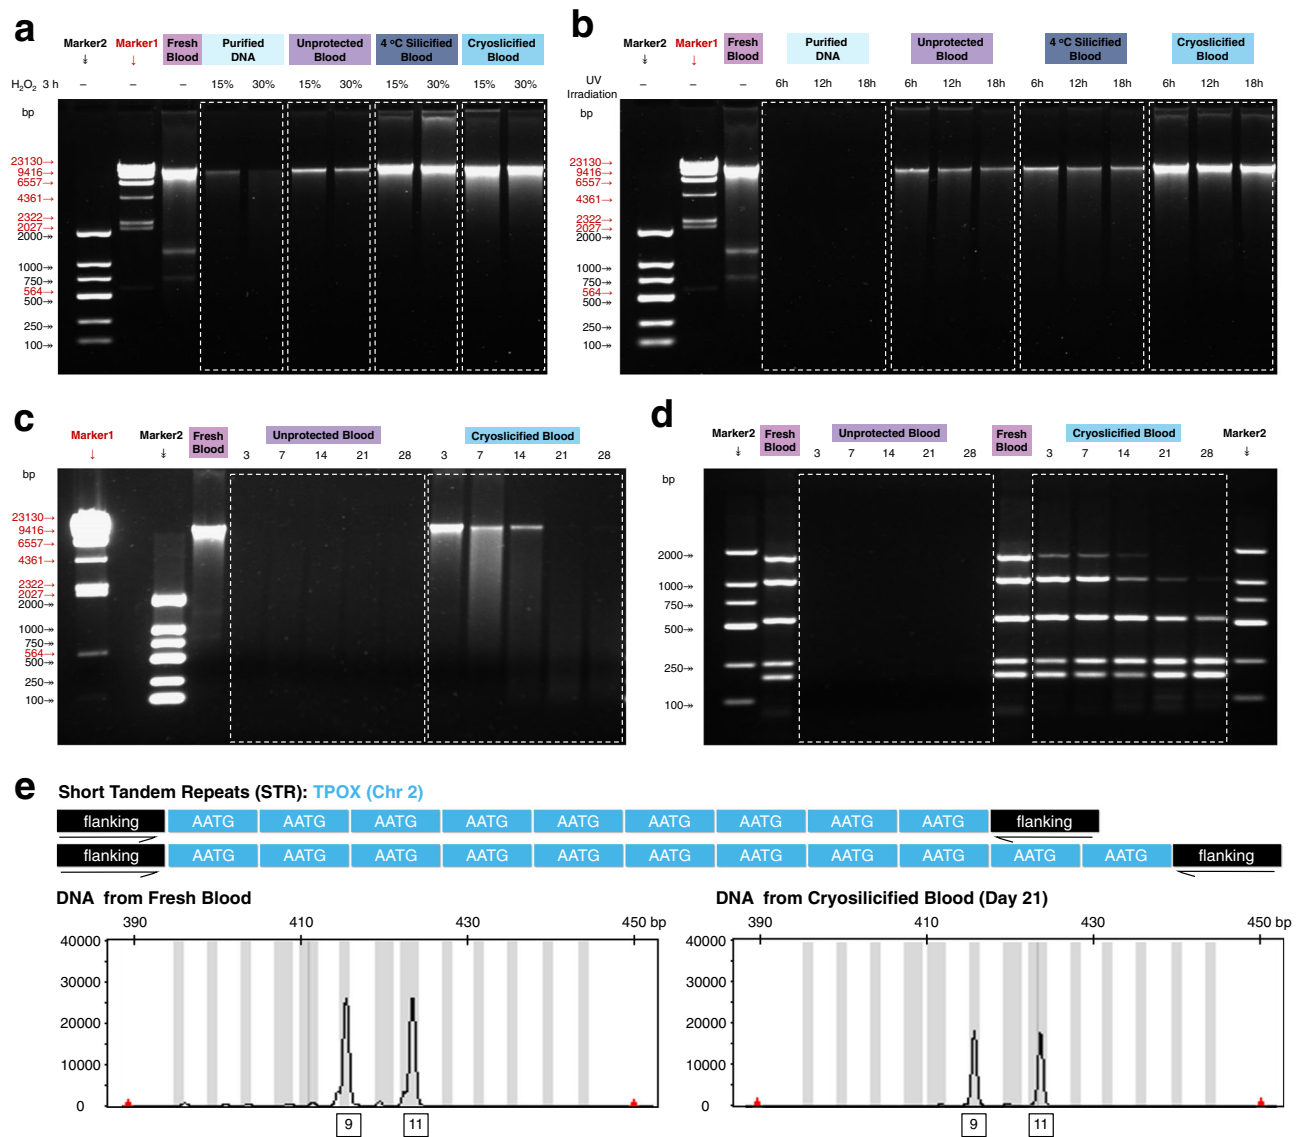 a
Marker2 Marker1 Fresh Blood Purified DNA Unprotected Blood 4 °C Silicified Blood Cryoslicified Blood
H2O2 3 h – – – 15% 30% 15% 30% 15% 30% 15% 30%
bp
23130→
9416→
6557→
4361→
2322→
2027→
2000↠
1000↠
750↠
564→
500↠
250↠
100↠
b
Marker2 Marker1 Fresh Blood Purified DNA Unprotected Blood 4 °C Silicified Blood Cryoslicified Blood
UV Irradiation – – – 6h 12h 18h 6h 12h 18h 6h 12h 18h 6h 12h 18h
bp
23130→
9416→
6557→
4361→
2322→
2027→
2000↠
1000↠
750↠
564→
500↠
250↠
100↠
c
Marker1 Marker2 Fresh Blood Unprotected Blood Cryoslicified Blood
3 7 14 21 28 3 7 14 21 28
bp
23130→
9416→
6557→
4361→
2322→
2027→
2000↠
1000↠
750↠
564→
500↠
250↠
100↠
d
Marker2 Fresh Blood Unprotected Blood Fresh Blood Cryoslicified Blood Marker2
3 7 14 21 28 3 7 14 21 28
bp
2000↠
1000↠
750↠
500↠
250↠
100↠
e
Short Tandem Repeats (STR): TPOX (Chr 2)
flanking AATG AATG AATG AATG AATG AATG AATG AATG AATG flanking
flanking AATG AATG AATG AATG AATG AATG AATG AATG AATG AATG AATG flanking
DNA from Fresh Blood
390 410 430 450 bp
40000
30000
20000
10000
0
9 11
DNA from Cryosilicified Blood (Day 21)
390 410 430 450 bp
40000
30000
20000
10000
0
9 11